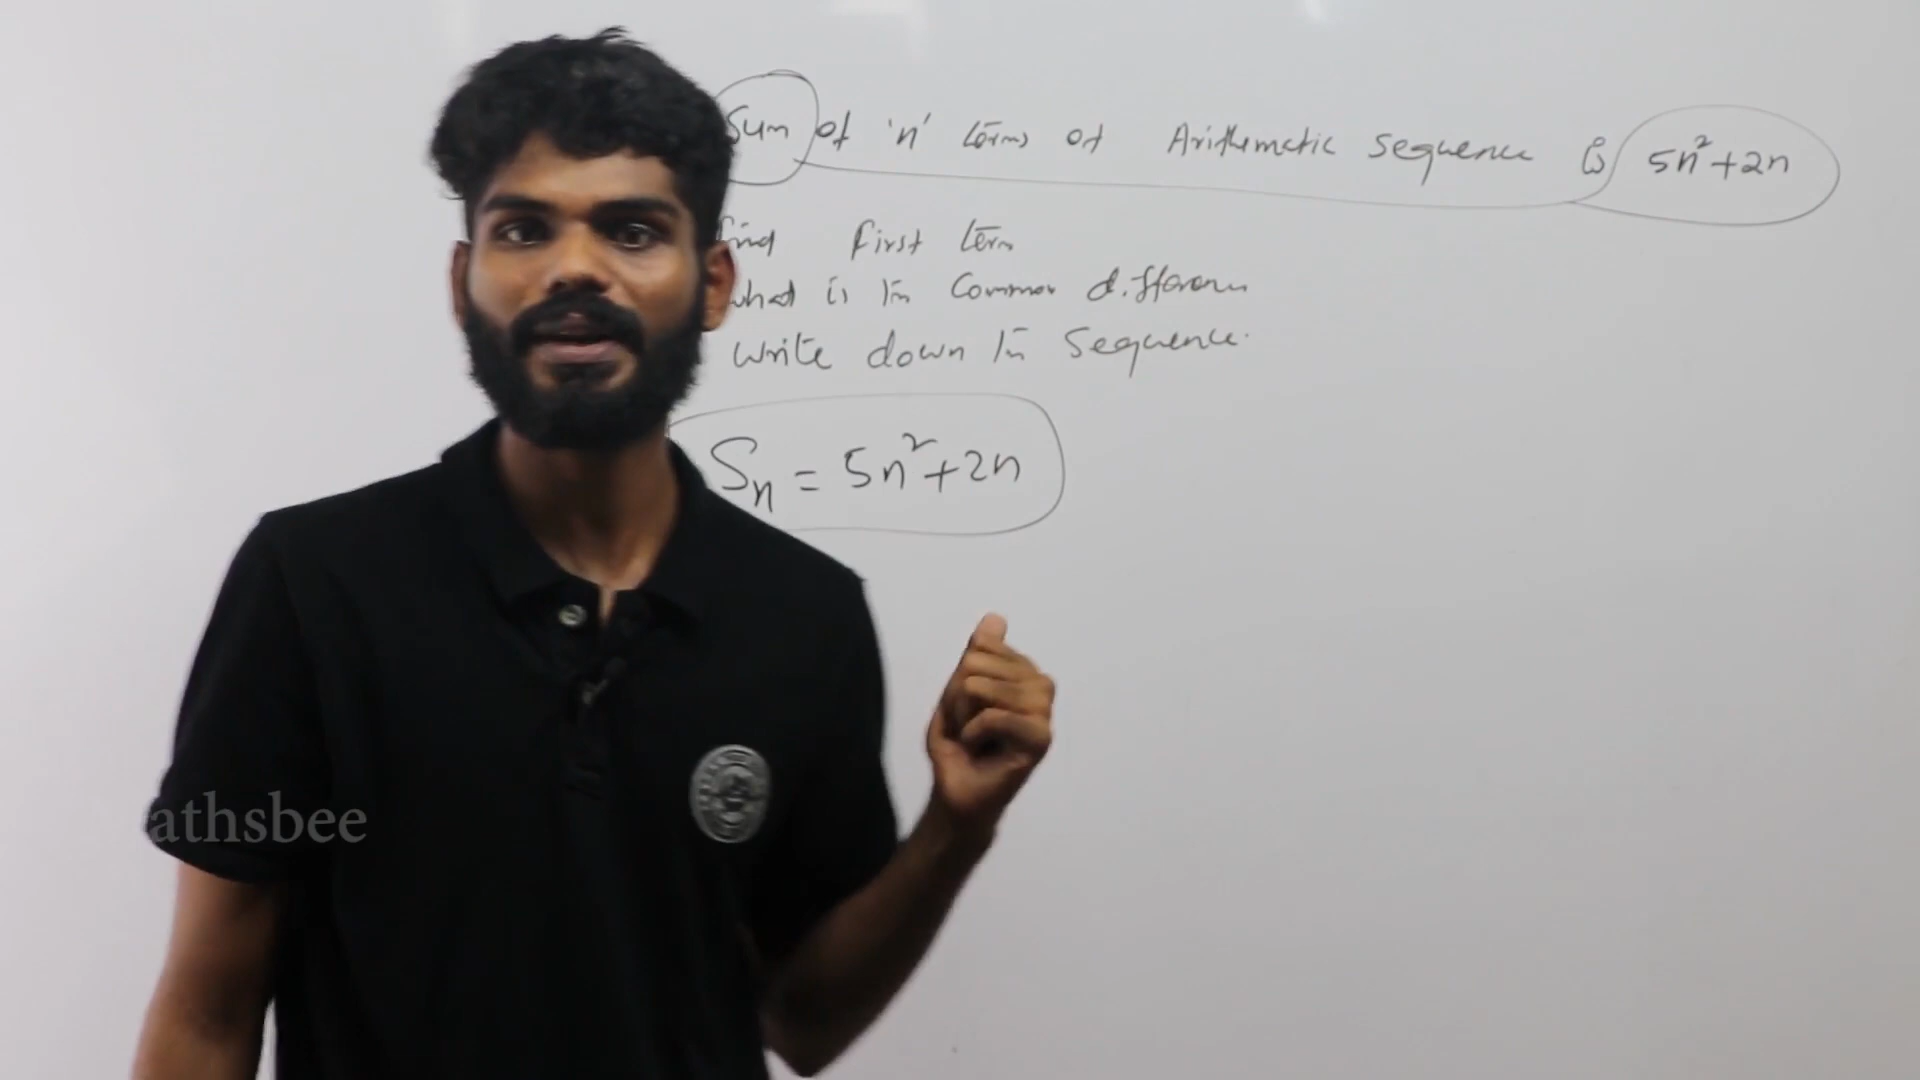 Sum of 'n' terms of Arithematic sequence is 5n²+2n
find first term
what is the common difference
Write down the sequence.
Sn = 5n²+2n
athsbee